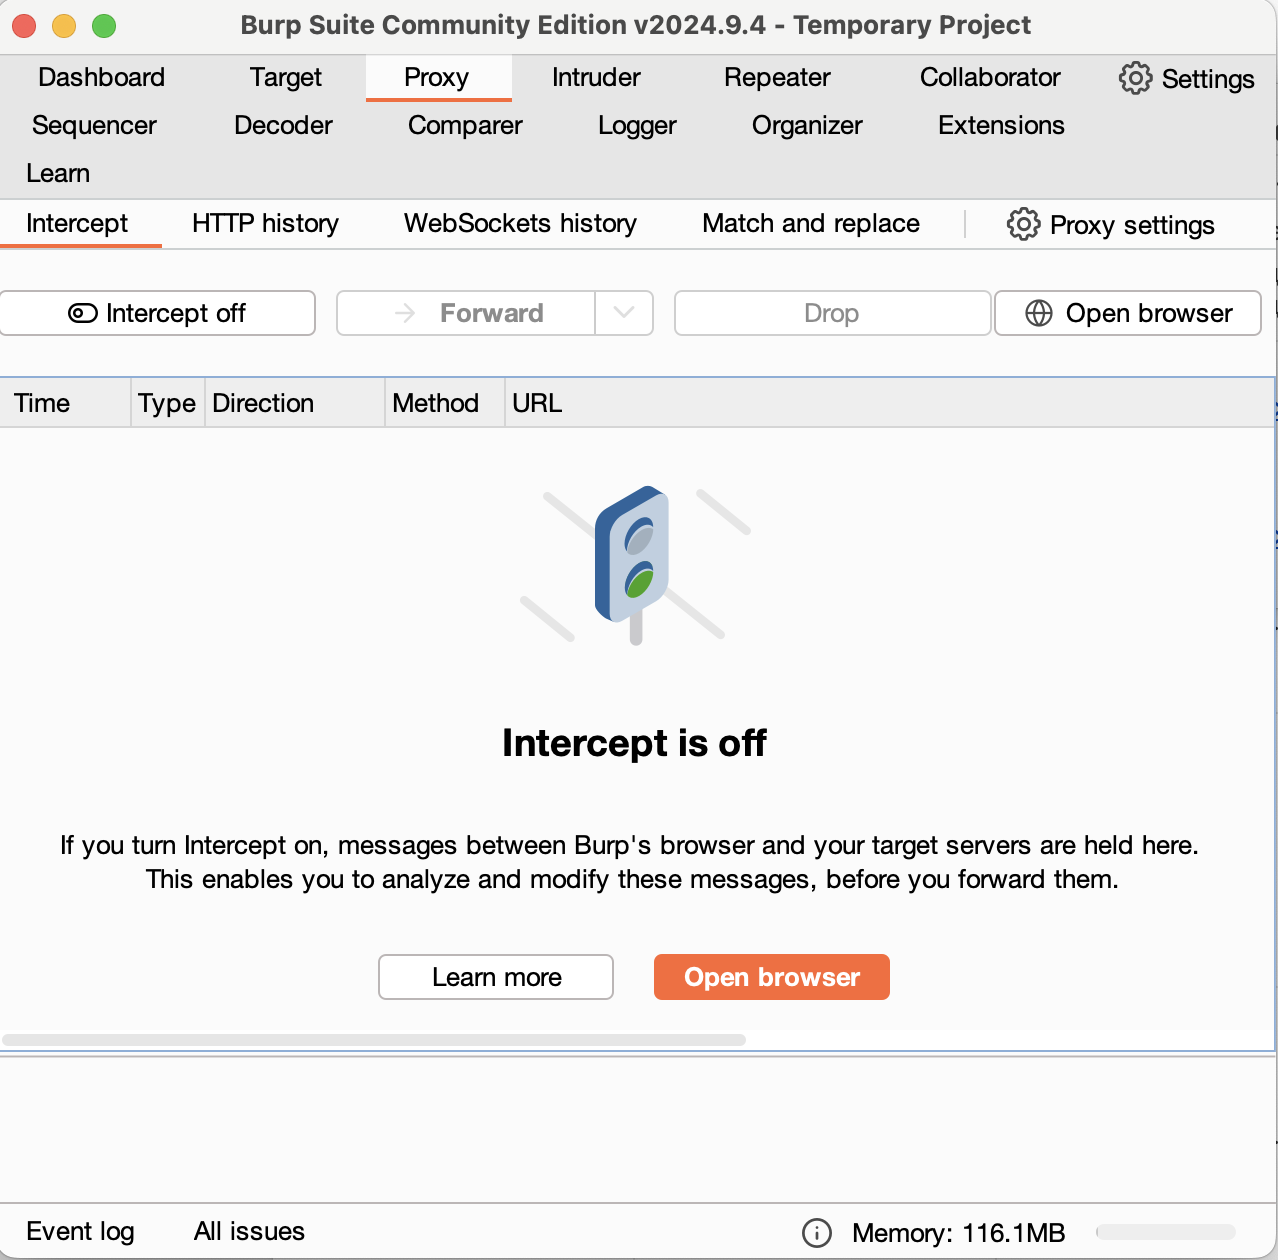 Burp Suite Community Edition v2024.9.4 - Temporary Project
Dashboard Target Proxy Intruder Repeater Collaborator Settings
Sequencer Decoder Comparer Logger Organizer Extensions
Learn
Intercept HTTP history WebSockets history Match and replace Proxy settings
Intercept off Forward Drop Open browser
Time Type Direction Method URL
Intercept is off
If you turn Intercept on, messages between Burp's browser and your target servers are held here.
This enables you to analyze and modify these messages, before you forward them.
Learn more Open browser
Event log All issues Memory: 116.1MB